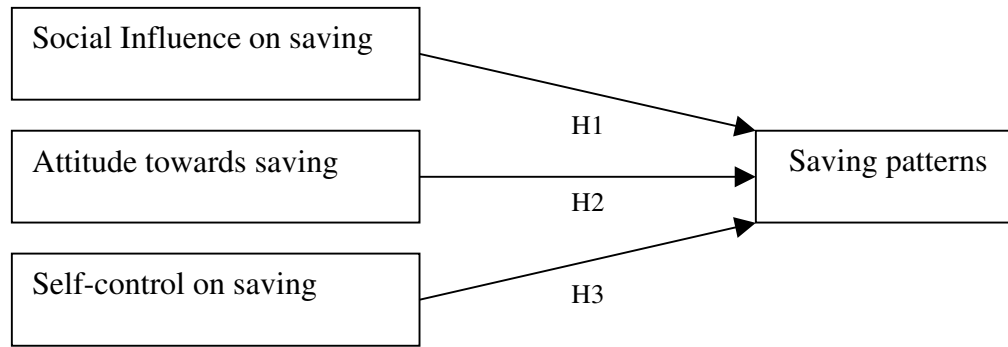 Social Influence on saving
H1
Attitude towards saving
Saving patterns
H2
Self-control on saving
H3